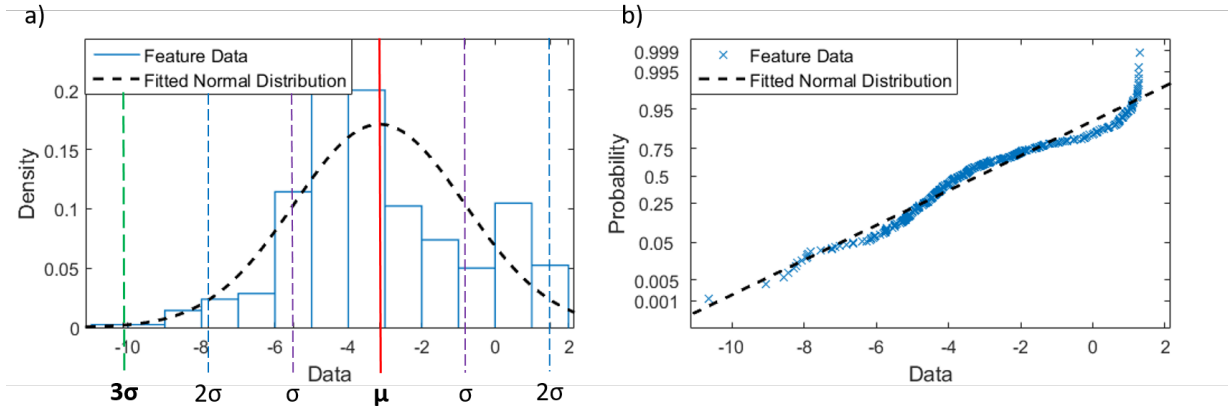 a)
Feature Data
Fitted Normal Distribution
0.2
0.15
0.1
0.05
0
Density
-10 -8 -6 -4 -2 0 2
Data
3σ 2σ σ μ σ 2σ
b)
Feature Data
Fitted Normal Distribution
0.999
0.995
0.95
0.75
0.5
0.25
0.05
0.005
0.001
Probability
-10 -8 -6 -4 -2 0 2
Data